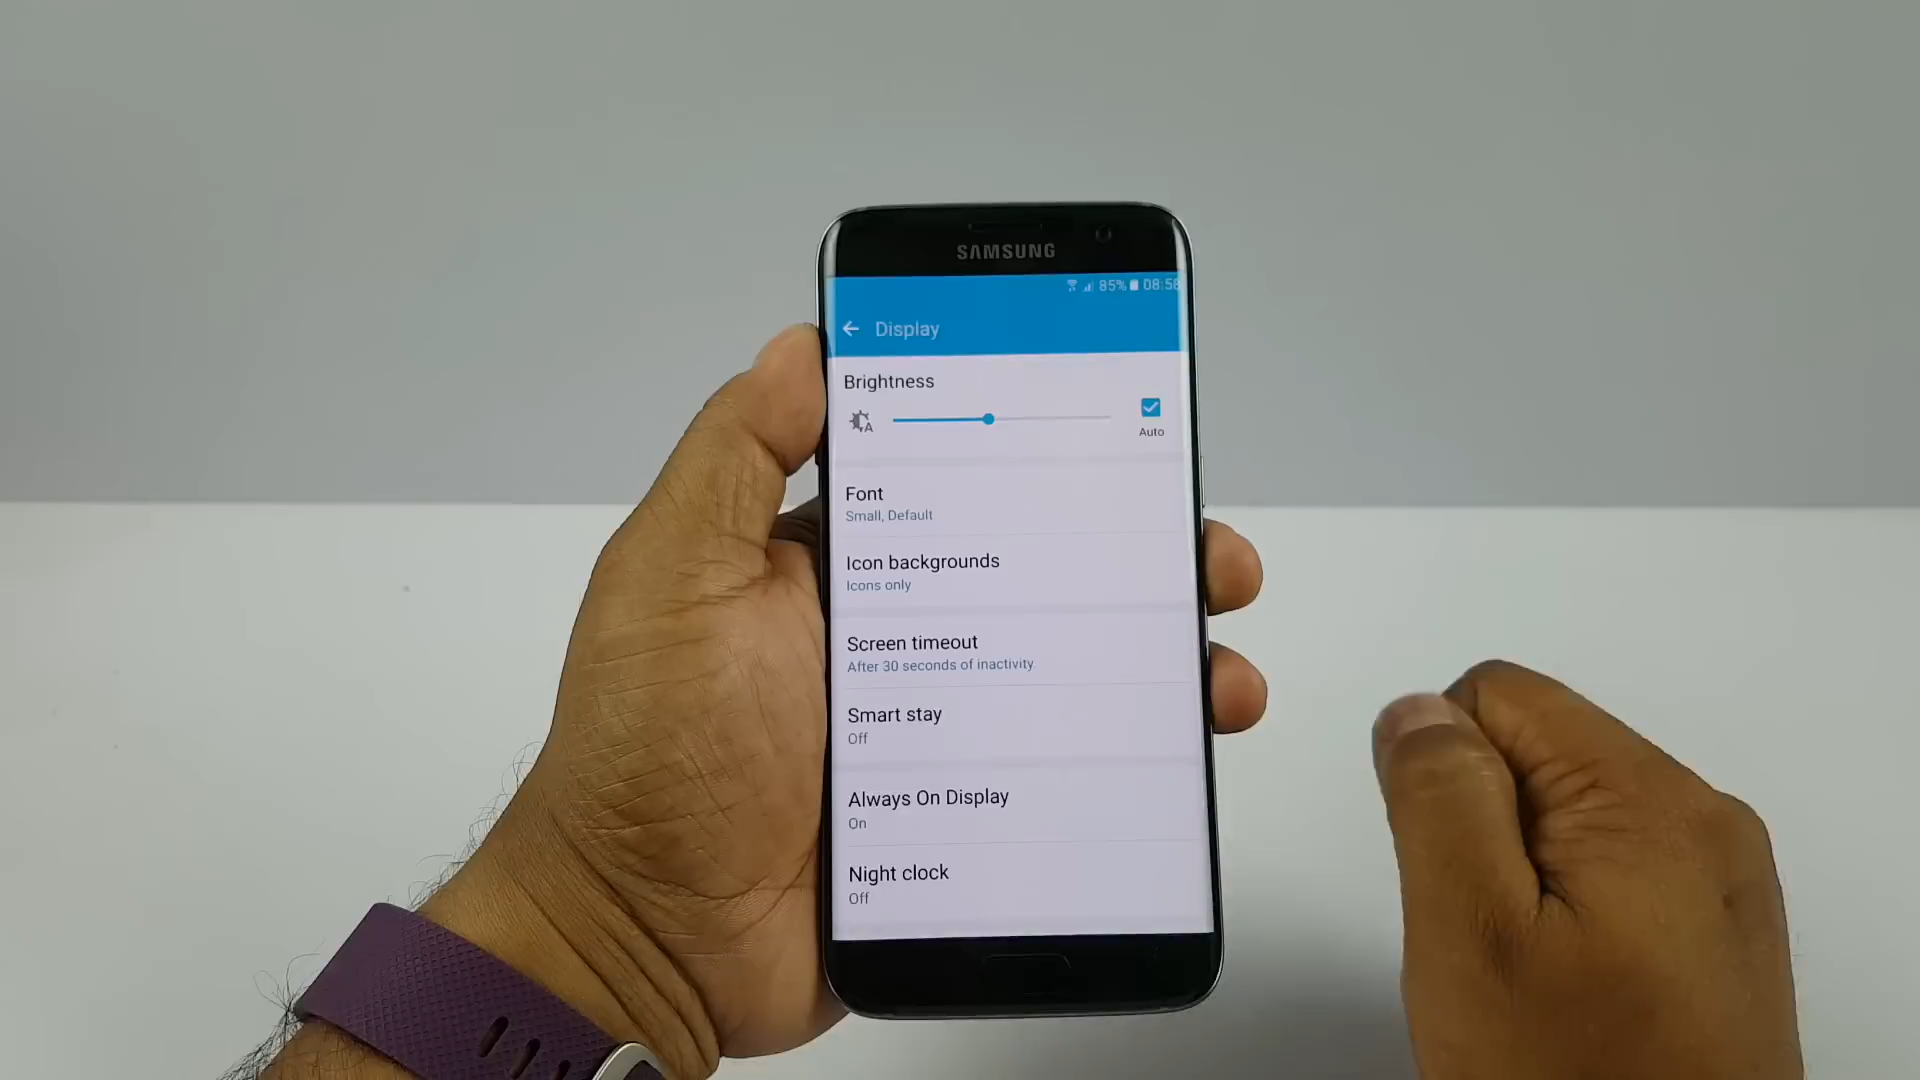 SAMSUNG
85% 08:58
Display
Brightness
A
Auto
Font
Small, Default
Icon backgrounds
Icons only
Screen timeout
After 30 seconds of inactivity
Smart stay
Off
Always On Display
On
Night clock
Off